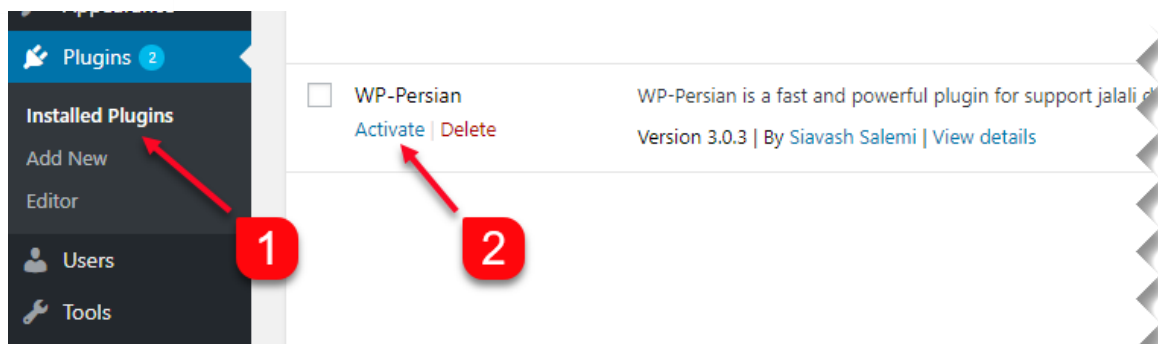 Plugins 2
Installed Plugins
Add New
Editor
Users
Tools
1
WP-Persian
Activate | Delete
WP-Persian is a fast and powerful plugin for support jalali
Version 3.0.3 | By Siavash Salemi | View details
2